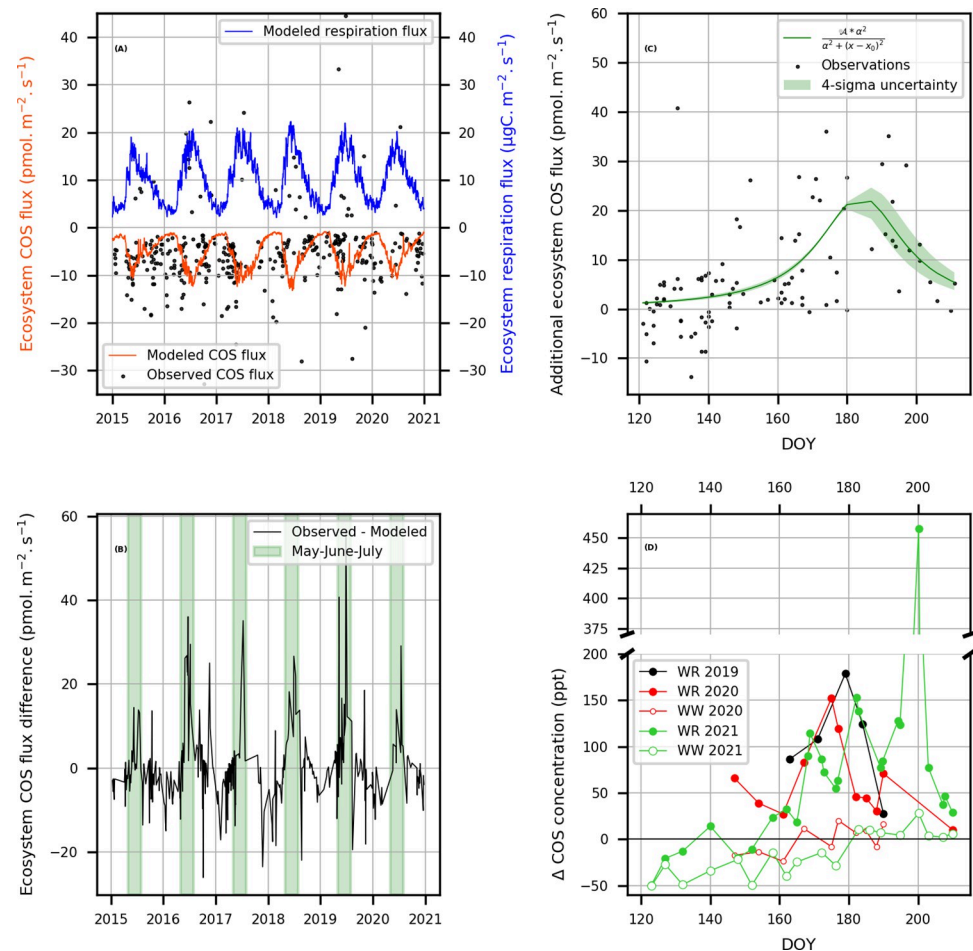 (A)
Modeled respiration flux
Ecosystem COS flux (pmol.m⁻².s⁻¹)
Ecosystem respiration flux (μgC.m⁻².s⁻¹)
40
30
20
10
0
−10
−20
−30
40
30
20
10
0
−10
−20
−30
Modeled COS flux
Observed COS flux
2015 2016 2017 2018 2019 2020 2021
(C)
𝒜*α²
α² + (x − x₀)²
Observations
4-sigma uncertainty
Additional ecosystem COS flux (pmol.m⁻².s⁻¹)
60
50
40
30
20
10
0
−10
120 140 160 180 200
DOY
(B)
Observed - Modeled
May-June-July
Ecosystem COS flux difference (pmol.m⁻².s⁻¹)
60
40
20
0
−20
2015 2016 2017 2018 2019 2020 2021
120 140 160 180 200
(D)
450
425
400
375
200
150
100
50
0
−50
WR 2019
WR 2020
WW 2020
WR 2021
WW 2021
Δ COS concentration (ppt)
123 140 160 180 200
DOY